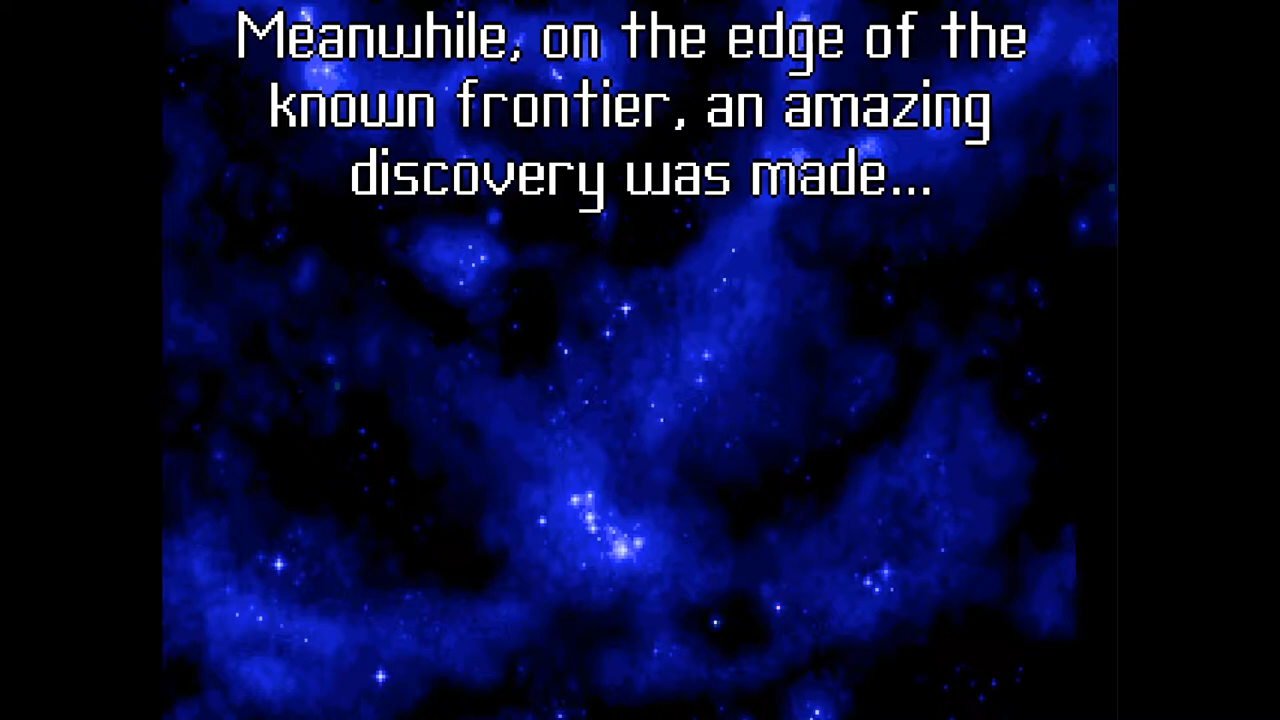 Meanwhile, on the edge of the
known frontier, an amazing
discovery was made...